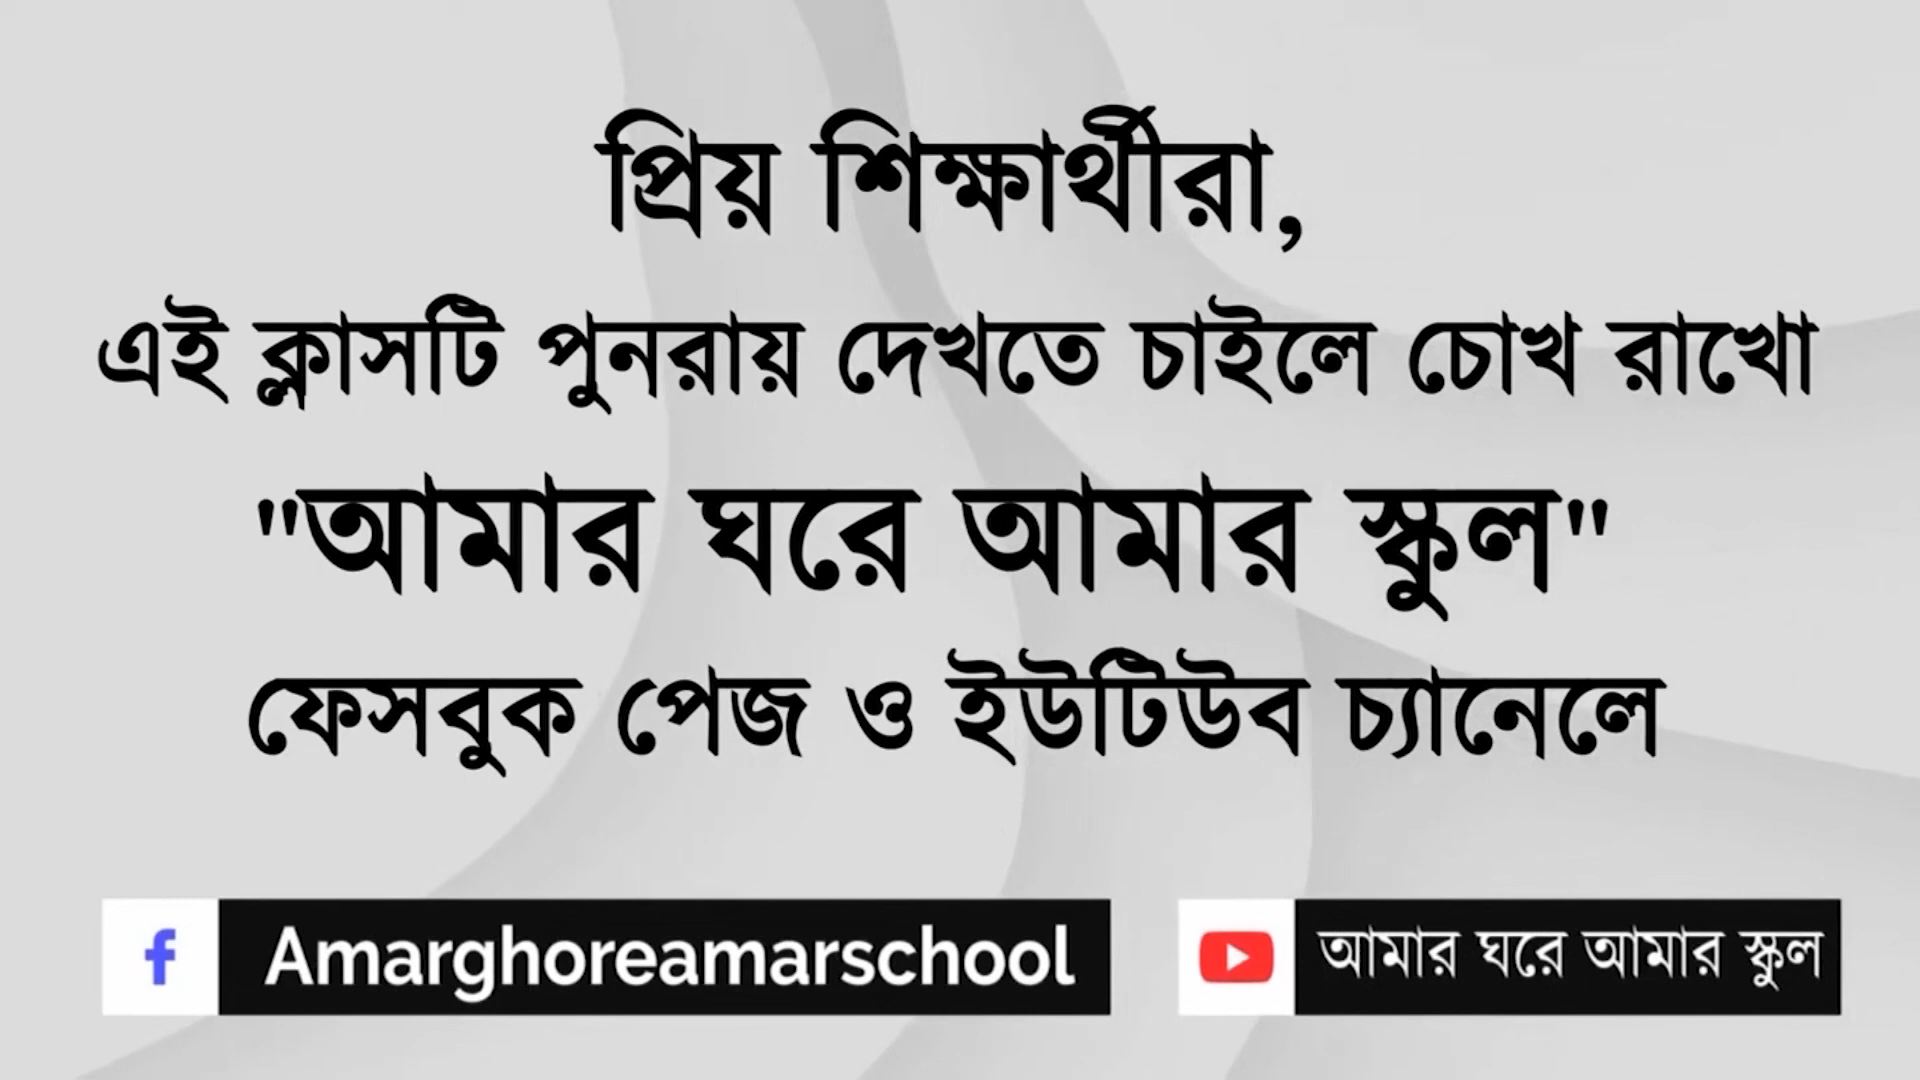 প্রিয় শিক্ষার্থীরা,
এই ক্লাসটি পুনরায় দেখতে চাইলে চোখ রাখো
"আমার ঘরে আমার স্কুল"
ফেসবুক পেজ ও ইউটিউব চ্যানেলে
Amarghoreamarschool
আমার ঘরে আমার স্কুল